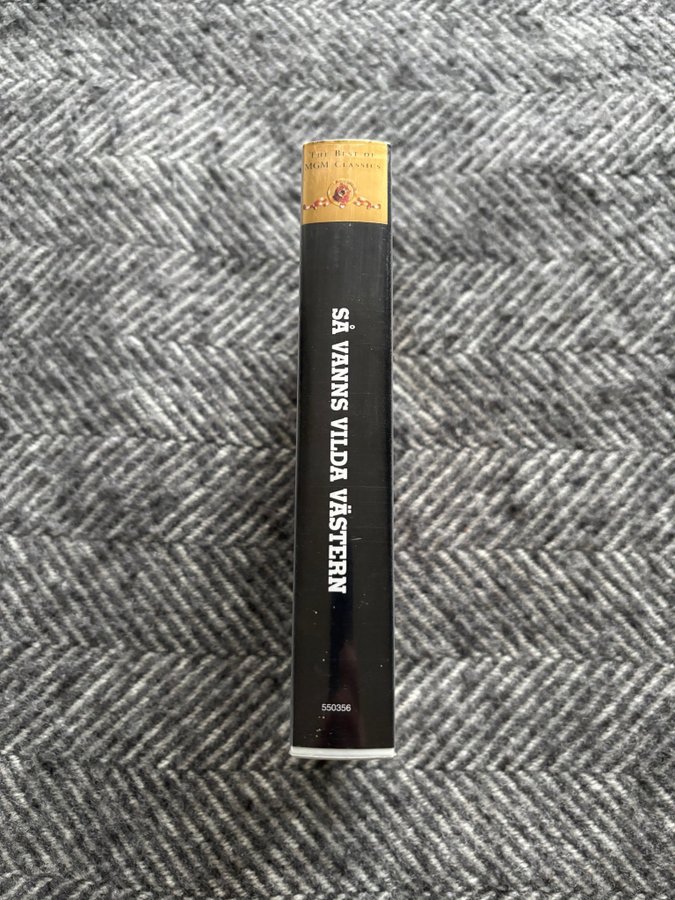 THE BEST OF
MGM CLASSICS
SÅ VANNS VILDA VÄSTERN
550356